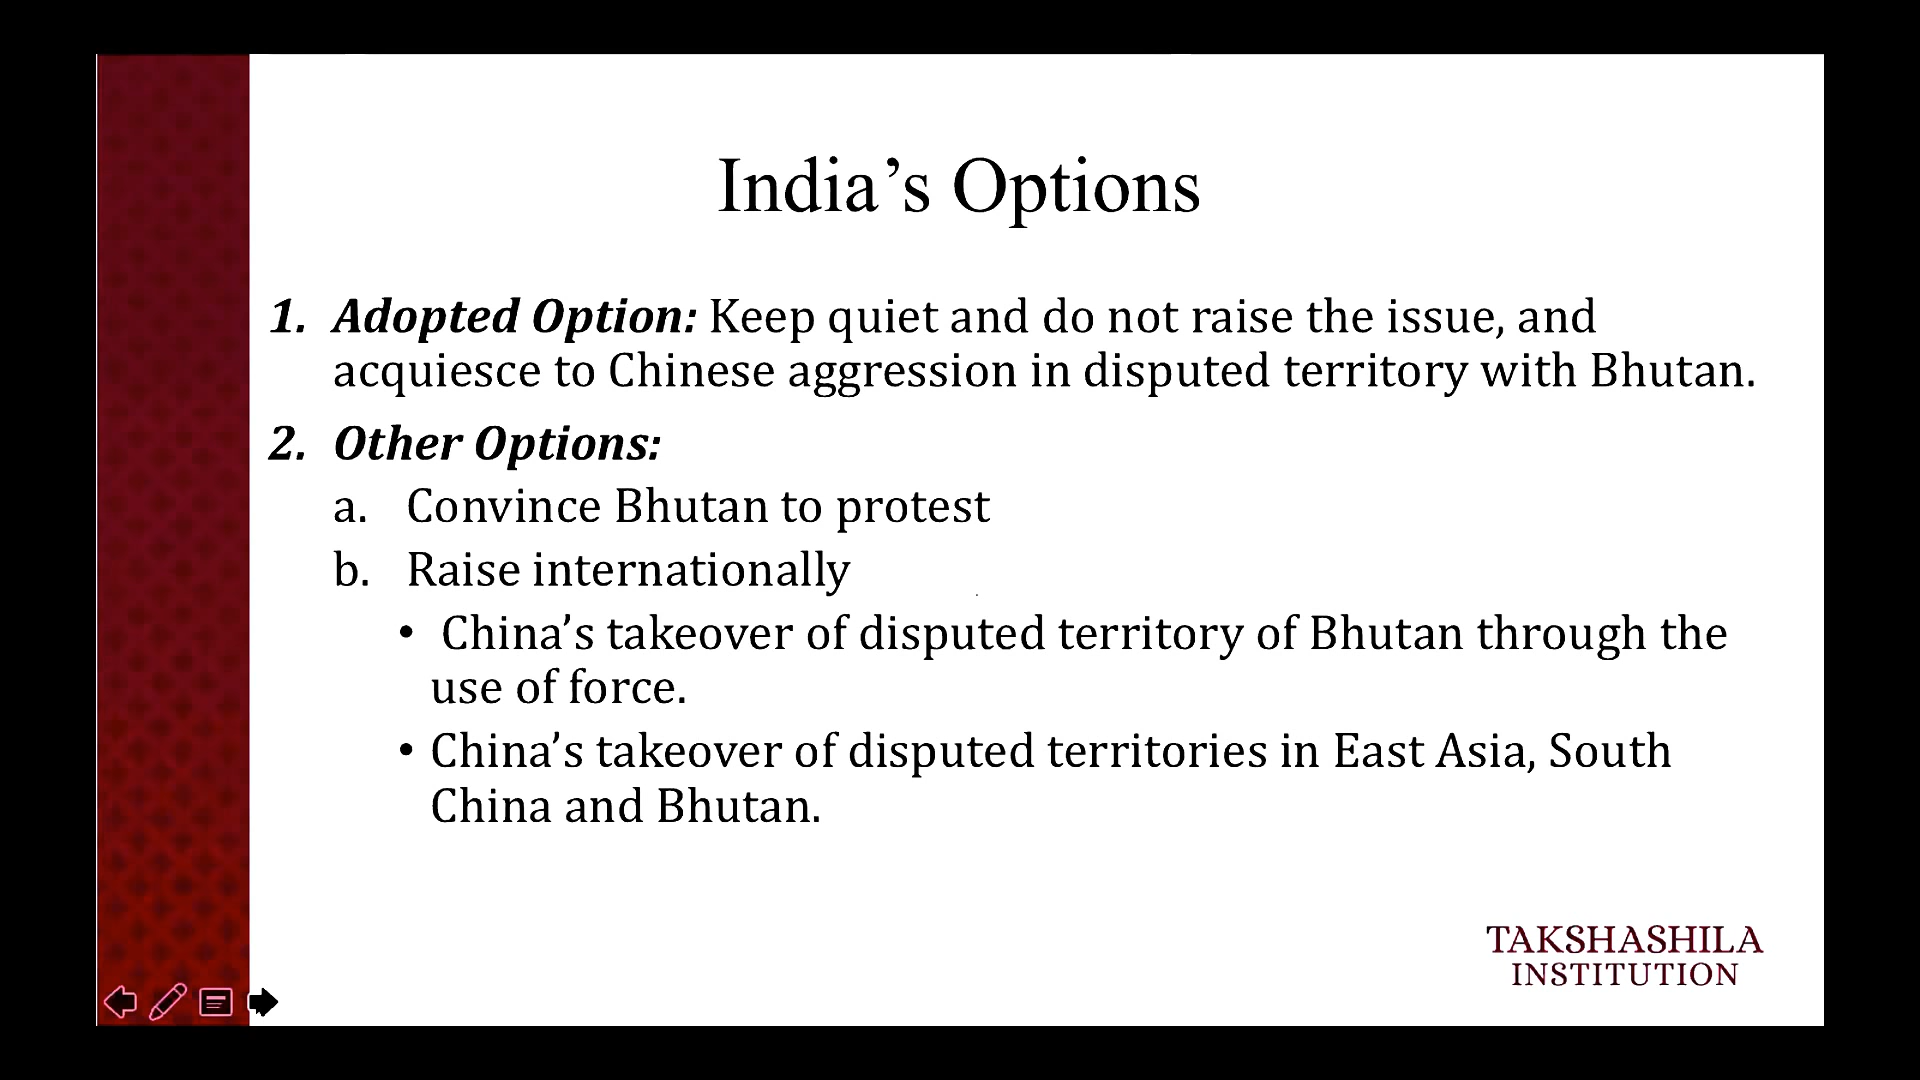 India’s Options
1. Adopted Option: Keep quiet and do not raise the issue, and
acquiesce to Chinese aggression in disputed territory with Bhutan.
2. Other Options:
a. Convince Bhutan to protest
b. Raise internationally
• China’s takeover of disputed territory of Bhutan through the
use of force.
• China’s takeover of disputed territories in East Asia, South
China and Bhutan.
TAKSHASHILA
INSTITUTION